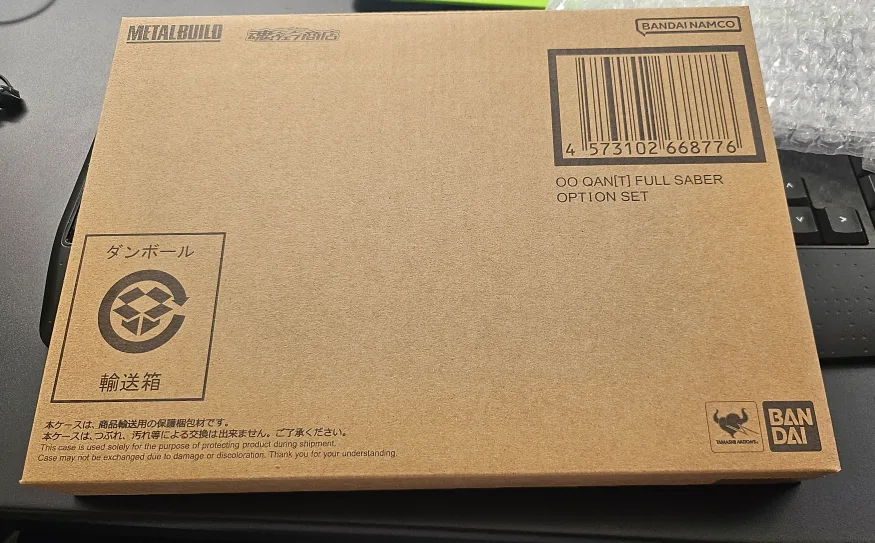 METALBUILD
魂ウェブ商店
BANDAI NAMCO
4 573102 668776
OO QAN[T] FULL SABER
OPTION SET
ダンボール
輸送箱
本ケースは、商品輸送用の保護梱包材です。
本ケースは、つぶれ、汚れ等による交換は出来ません。ご了承ください。
This case is used solely for the purpose of protecting product during shipment.
Case may not be exchanged due to damage or discoloration. Thank you for your understanding.
TAMASHII NATIONS
BAN
DAI